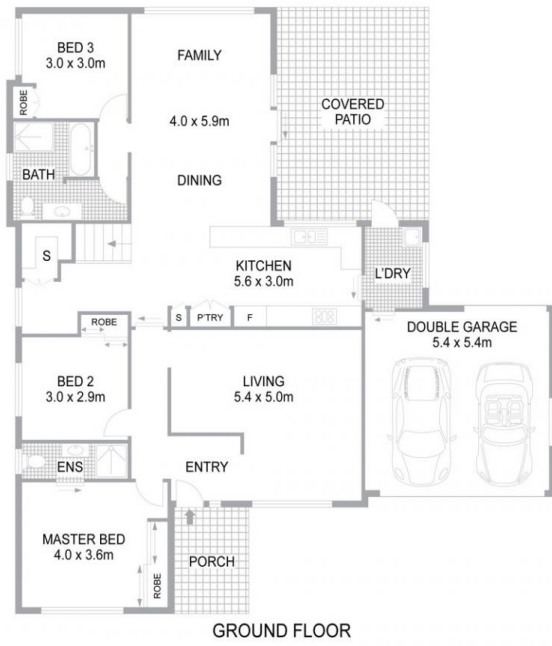 BED 3
3.0 x 3.0m
ROBE
FAMILY
4.0 x 5.9m
DINING
COVERED
PATIO
BATH
S
KITCHEN
5.6 x 3.0m
L'DRY
S
P'TRY
F
ROBE
BED 2
3.0 x 2.9m
LIVING
5.4 x 5.0m
DOUBLE GARAGE
5.4 x 5.4m
ENS
ENTRY
MASTER BED
4.0 x 3.6m
ROBE
PORCH
GROUND FLOOR